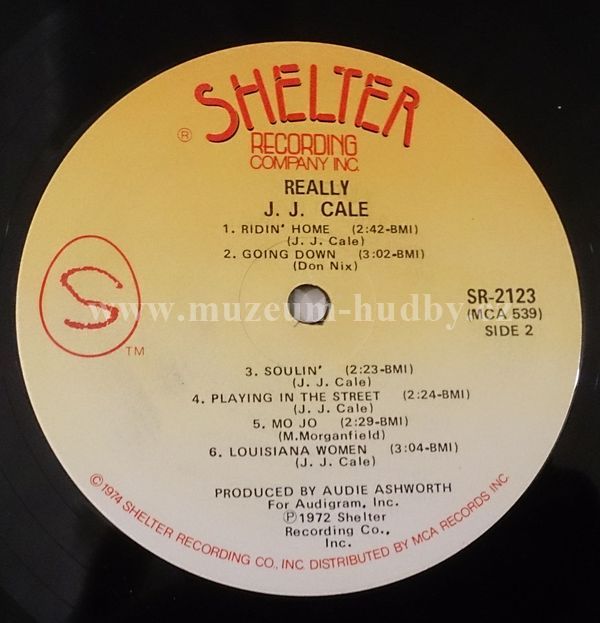 SHELTER
®
RECORDING
COMPANY INC.
REALLY
J. J. CALE
1. RIDIN' HOME (2:42-BMI)
(J. J. Cale)
2. GOING DOWN (3:02-BMI)
(Don Nix)
S
TM
SR-2123
(MCA 539)
SIDE 2
3. SOULIN' (2:23-BMI)
(J. J. Cale)
4. PLAYING IN THE STREET (2:24-BMI)
(J. J. Cale)
5. MO JO (2:29-BMI)
(M.Morganfield)
6. LOUISIANA WOMEN (3:04-BMI)
(J. J. Cale)
PRODUCED BY AUDIE ASHWORTH
For Audigram, Inc.
℗1972 Shelter
Recording Co.,
Inc.
©1974 SHELTER RECORDING CO., INC. DISTRIBUTED BY MCA RECORDS INC.